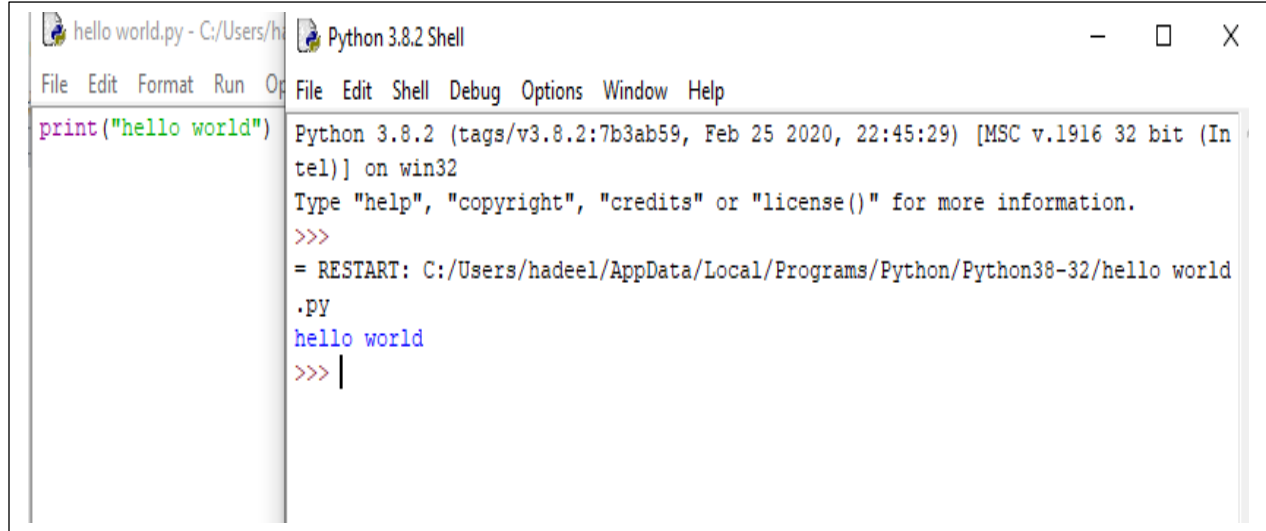 hello world.py - C:/Users/h
File Edit Format Run
print("hello world")
Python 3.8.2 Shell
File Edit Shell Debug Options Window Help
Python 3.8.2 (tags/v3.8.2:7b3ab59, Feb 25 2020, 22:45:29) [MSC v.1916 32 bit (In
tel)] on win32
Type "help", "copyright", "credits" or "license()" for more information.
>>>
= RESTART: C:/Users/hadeel/AppData/Local/Programs/Python/Python38-32/hello world
.py
hello world
>>>